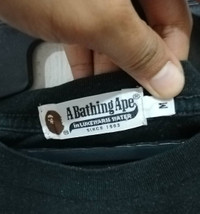 A Bathing Ape®
in LUKEWARM WATER
SINCE 1993
M